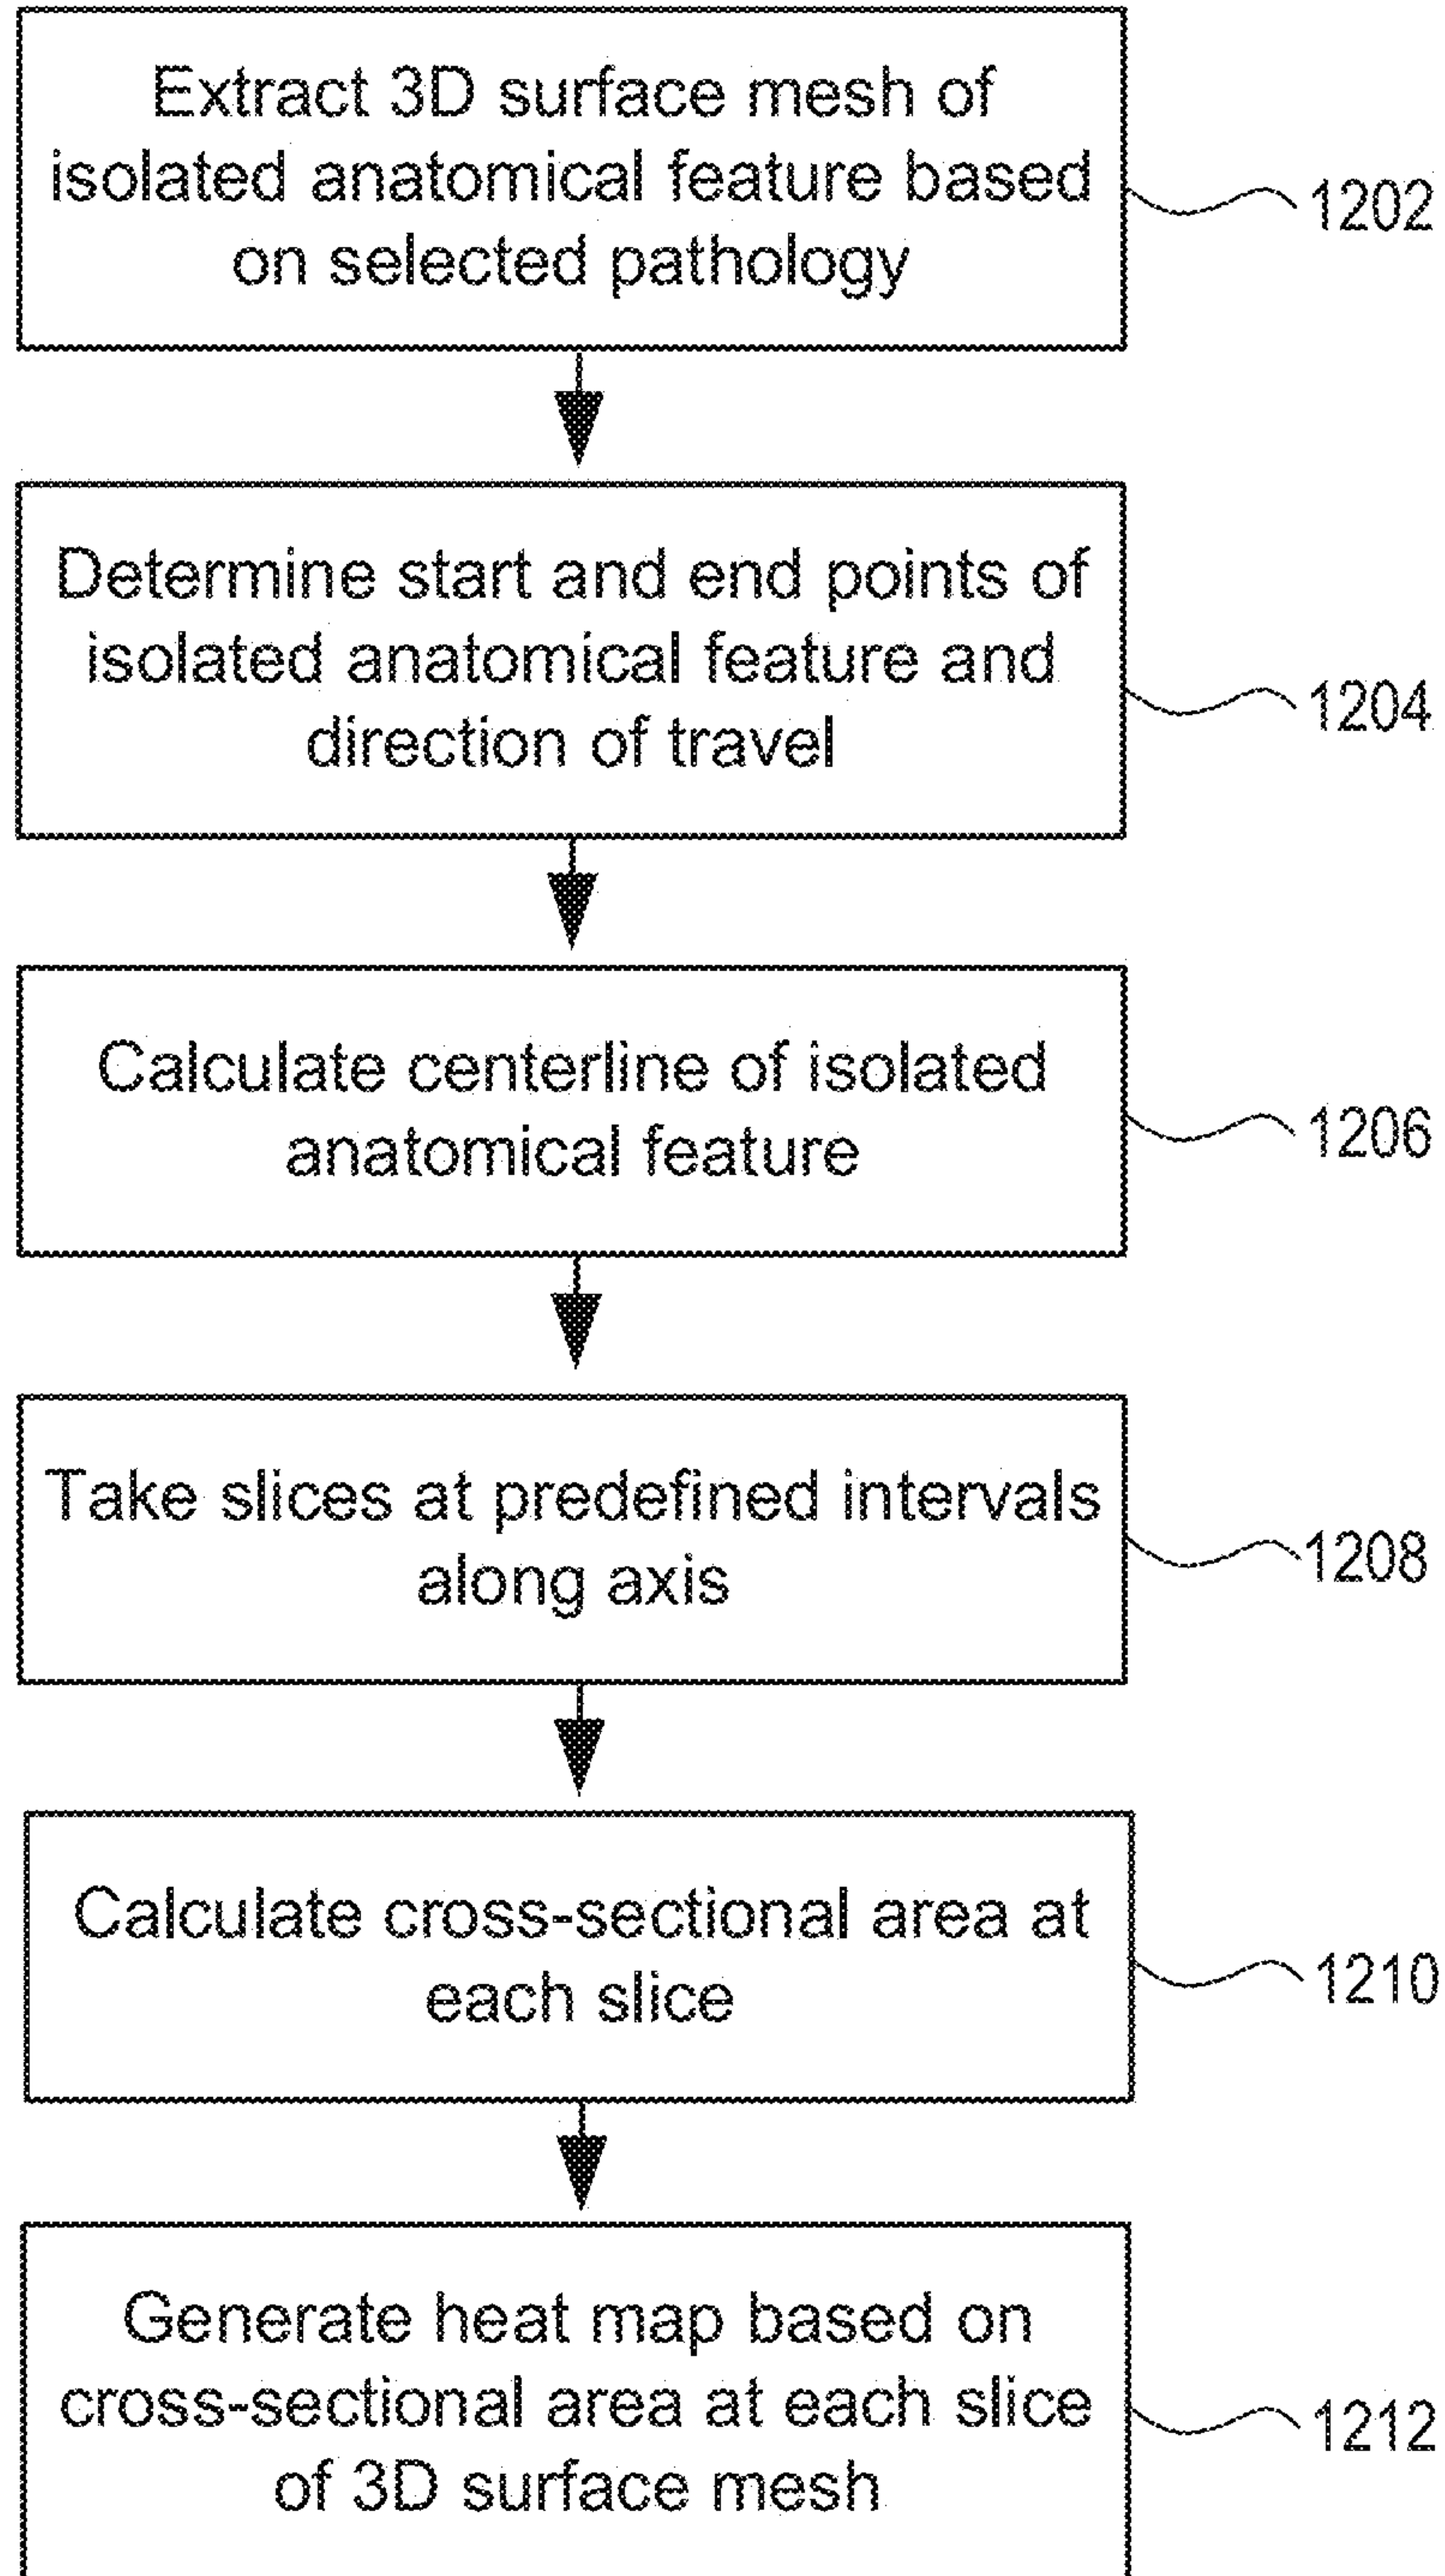 Extract 3D surface mesh of
isolated anatomical feature based
on selected pathology
1202
Determine start and end points of
isolated anatomical feature and
direction of travel
1204
Calculate centerline of isolated
anatomical feature
1206
Take slices at predefined intervals
along axis
1208
Calculate cross-sectional area at
each slice
1210
Generate heat map based on
cross-sectional area at each slice
of 3D surface mesh
1212